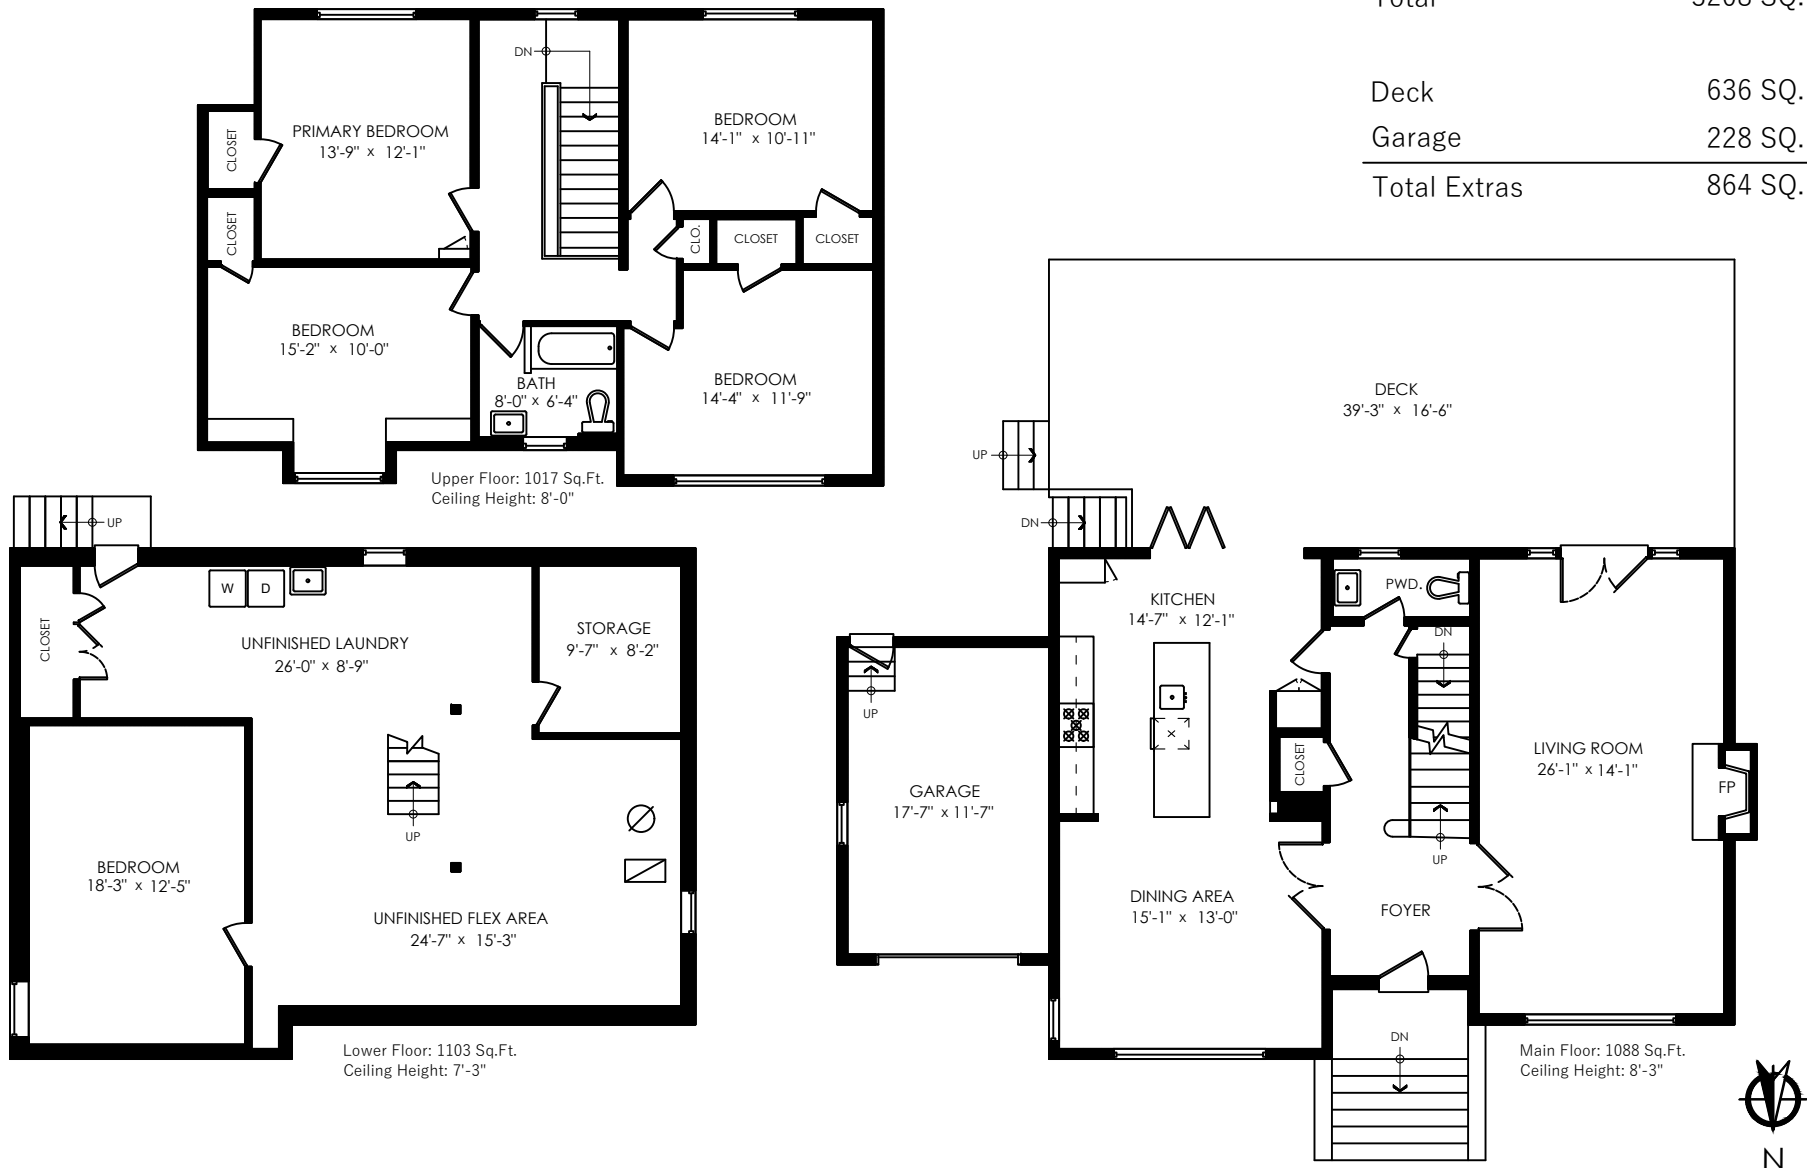 Total 3208 SQ.
Deck 636 SQ.
Garage 228 SQ.
Total Extras 864 SQ.
DN
PRIMARY BEDROOM
13'-9" x 12'-1"
CLOSET
CLOSET
BEDROOM
14'-1" x 10'-11"
CLO.
CLOSET
CLOSET
BEDROOM
15'-2" x 10'-0"
BATH
8'-0" x 6'-4"
BEDROOM
14'-4" x 11'-9"
Upper Floor: 1017 Sq.Ft.
Ceiling Height: 8'-0"
UP
W
D
CLOSET
UNFINISHED LAUNDRY
26'-0" x 8'-9"
STORAGE
9'-7" x 8'-2"
UP
BEDROOM
18'-3" x 12'-5"
UNFINISHED FLEX AREA
24'-7" x 15'-3"
Lower Floor: 1103 Sq.Ft.
Ceiling Height: 7'-3"
DECK
39'-3" x 16'-6"
UP
DN
KITCHEN
14'-7" x 12'-1"
PWD.
DN
UP
CLOSET
LIVING ROOM
26'-1" x 14'-1"
FP
GARAGE
17'-7" x 11'-7"
UP
DINING AREA
15'-1" x 13'-0"
FOYER
DN
Main Floor: 1088 Sq.Ft.
Ceiling Height: 8'-3"
N